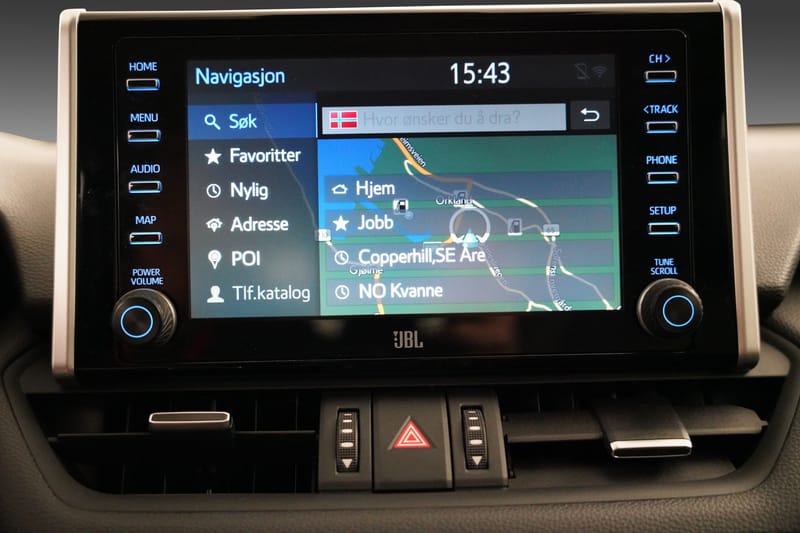 HOME
MENU
AUDIO
MAP
POWER
VOLUME
Navigasjon
15:43
Søk
Favoritter
Nylig
Adresse
POI
Tlf.katalog
Hvor ønsker du å dra?
Hjem
Jobb
Copperhill,SE Åre
NO Kvanne
Gjølme
CH >
< TRACK
PHONE
SETUP
TUNE
SCROLL
JBL